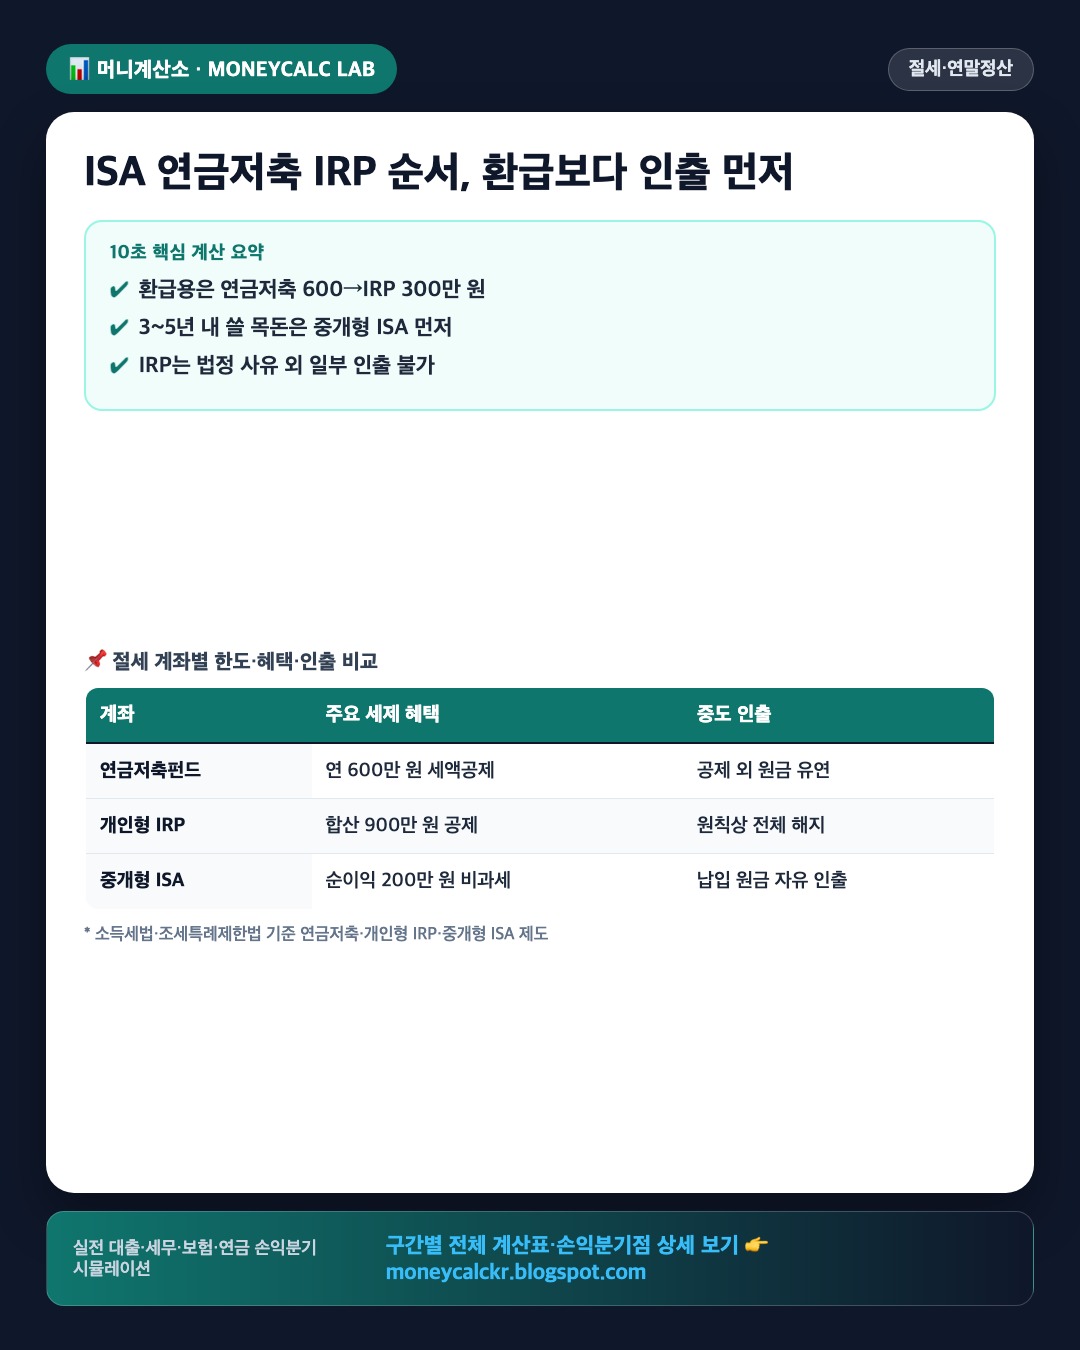 📊 머니계산소 · MONEYCALC LAB
절세·연말정산
ISA 연금저축 IRP 순서, 환급보다 인출 먼저
10초 핵심 계산 요약
✔ 환급용은 연금저축 600→IRP 300만 원
✔ 3~5년 내 쓸 목돈은 중개형 ISA 먼저
✔ IRP는 법정 사유 외 일부 인출 불가
📌 절세 계좌별 한도·혜택·인출 비교
계좌 주요 세제 혜택 중도 인출
연금저축펀드 연 600만 원 세액공제 공제 외 원금 유연
개인형 IRP 합산 900만 원 공제 원칙상 전체 해지
중개형 ISA 순이익 200만 원 비과세 납입 원금 자유 인출
* 소득세법·조세특례제한법 기준 연금저축·개인형 IRP·중개형 ISA 제도
실전 대출·세무·보험·연금 손익분기
시뮬레이션
구간별 전체 계산표·손익분기점 상세 보기 👉
moneycalckr.blogspot.com